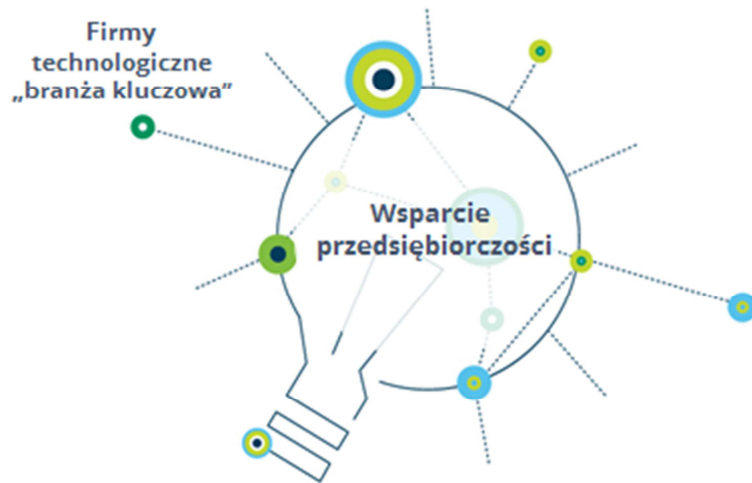 Firmy
technologiczne
„branża kluczowa”
Wsparcie
przedsiębiorczości